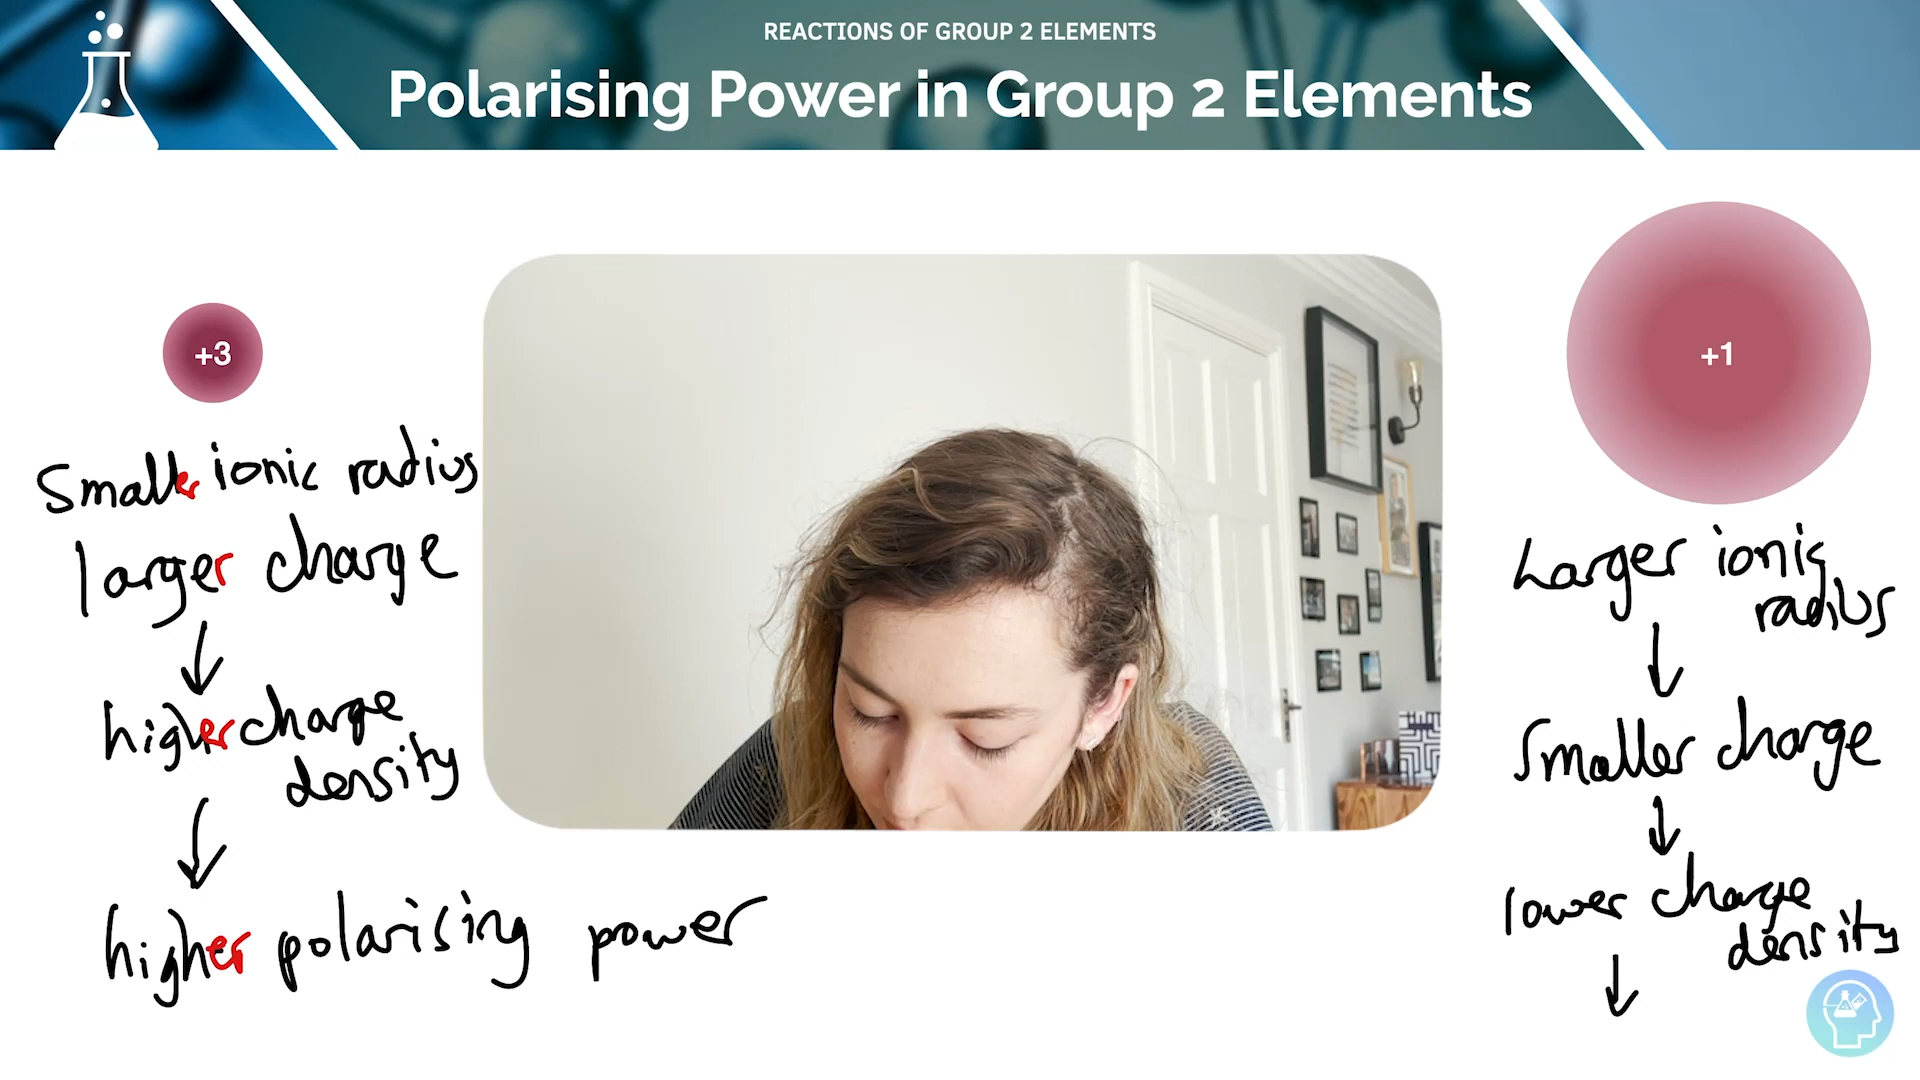 REACTIONS OF GROUP 2 ELEMENTS
Polarising Power in Group 2 Elements
+3
Smaller ionic radius
larger charge
higher charge
density
higher polarising power
+1
Larger ionic
radius
Smaller charge
lower charge
density